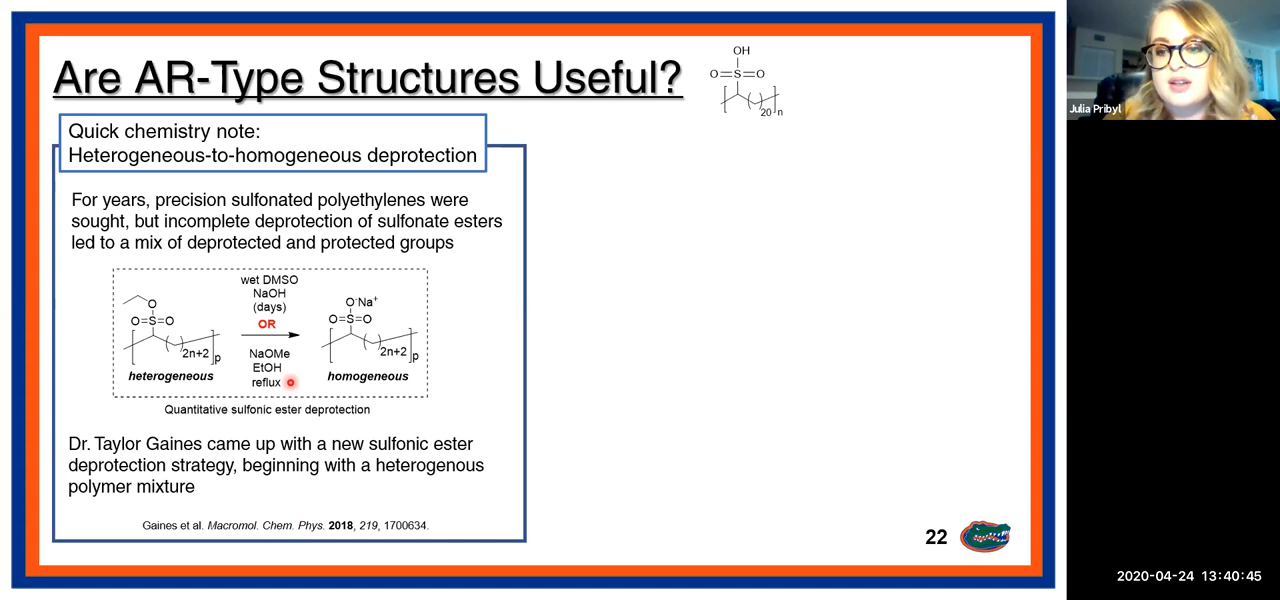 Are AR-Type Structures Useful?
OH
O=S=O
20
n
Quick chemistry note:
Heterogeneous-to-homogeneous deprotection
For years, precision sulfonated polyethylenes were
sought, but incomplete deprotection of sulfonate esters
led to a mix of deprotected and protected groups
wet DMSO
NaOH
(days)
OR
NaOMe
EtOH
reflux
O
O=S=O
2n+2
p
heterogeneous
O⁻Na⁺
O=S=O
2n+2
p
homogeneous
Quantitative sulfonic ester deprotection
Dr. Taylor Gaines came up with a new sulfonic ester
deprotection strategy, beginning with a heterogenous
polymer mixture
Gaines et al. Macromol. Chem. Phys. 2018, 219, 1700634.
22
Julia Pribyl
2020-04-24 13:40:45